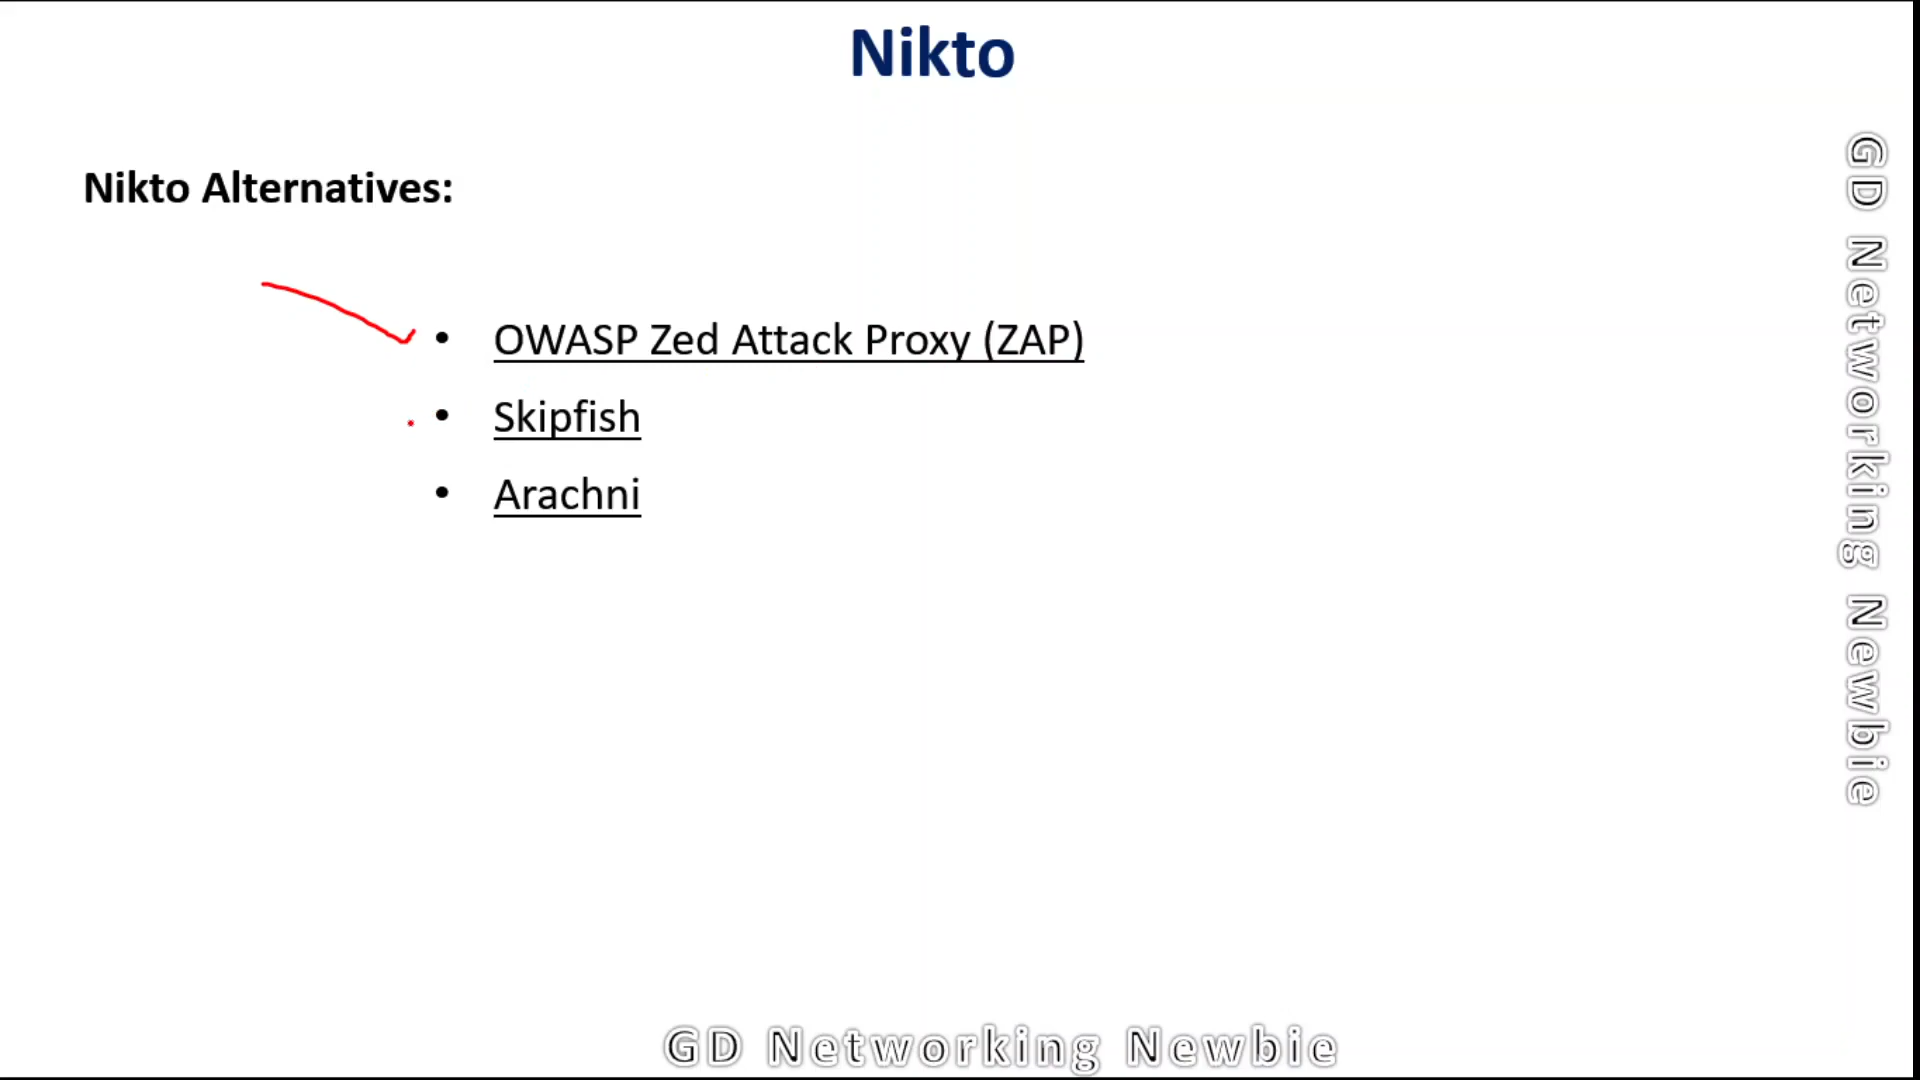 Nikto
Nikto Alternatives:
• OWASP Zed Attack Proxy (ZAP)
• Skipfish
• Arachni
GD Networking Newbie
GD Networking Newbie